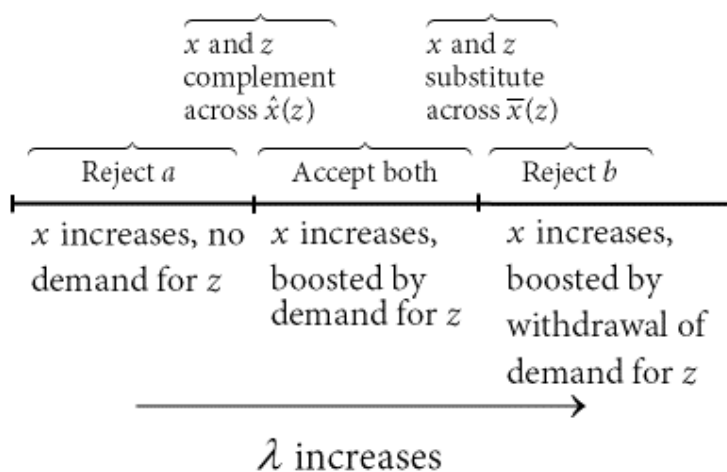 x and z
complement
across x̂(z)
x and z
substitute
across x̅(z)
Reject a
Accept both
Reject b
x increases, no
demand for z
x increases,
boosted by
demand for z
x increases,
boosted by
withdrawal of
demand for z
λ increases